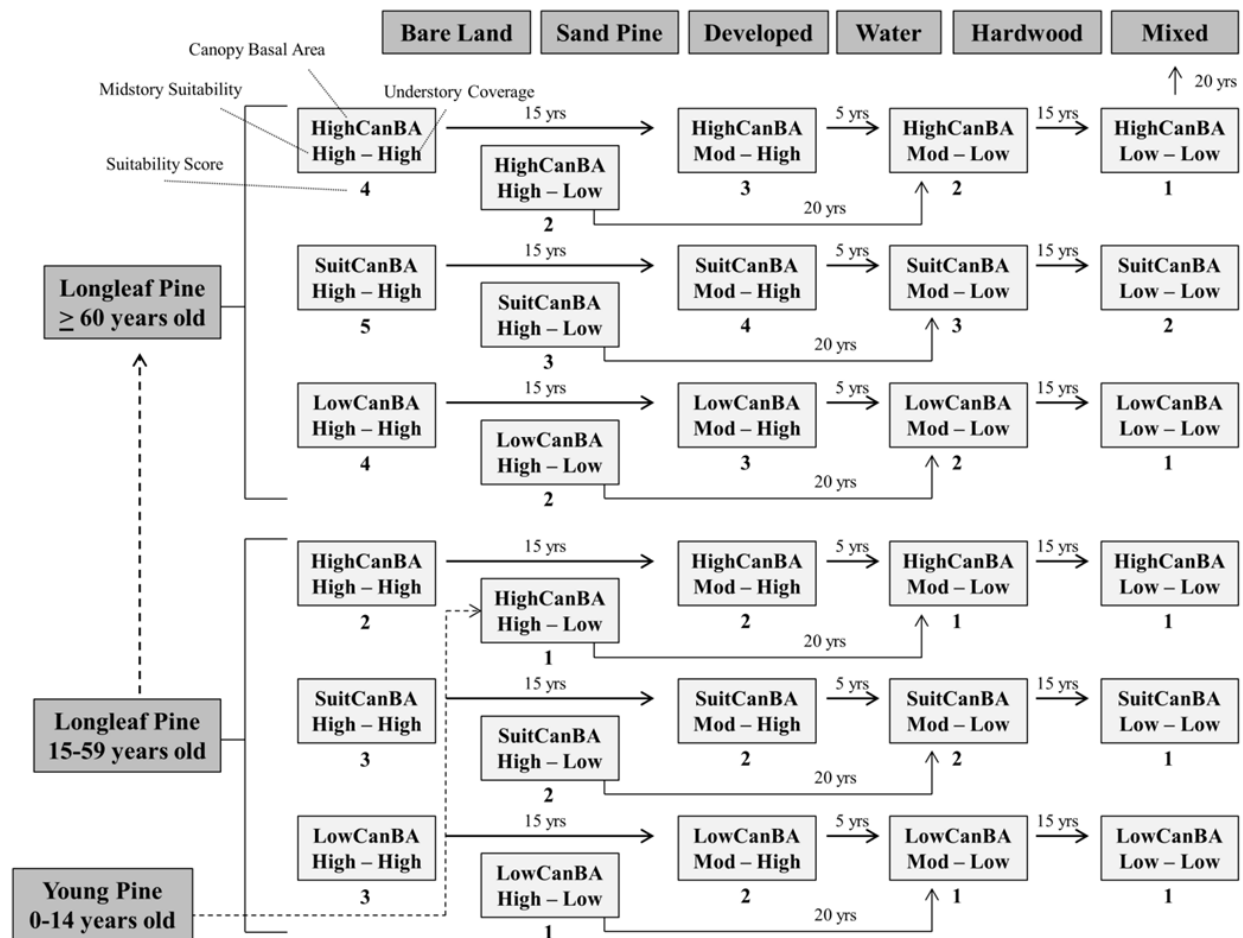 Bare Land
Sand Pine
Developed
Water
Hardwood
Mixed
20 yrs
Canopy Basal Area
Midstory Suitability
Understory Coverage
Suitability Score
HighCanBA
High – High
4
15 yrs
HighCanBA
High – Low
2
20 yrs
HighCanBA
Mod – High
3
5 yrs
HighCanBA
Mod – Low
2
15 yrs
HighCanBA
Low – Low
1
Longleaf Pine
≥ 60 years old
SuitCanBA
High – High
5
15 yrs
SuitCanBA
High – Low
3
20 yrs
SuitCanBA
Mod – High
4
5 yrs
SuitCanBA
Mod – Low
3
15 yrs
SuitCanBA
Low – Low
2
LowCanBA
High – High
4
15 yrs
LowCanBA
High – Low
2
20 yrs
LowCanBA
Mod – High
3
5 yrs
LowCanBA
Mod – Low
2
15 yrs
LowCanBA
Low – Low
1
HighCanBA
High – High
2
15 yrs
HighCanBA
High – Low
1
20 yrs
HighCanBA
Mod – High
2
5 yrs
HighCanBA
Mod – Low
1
15 yrs
HighCanBA
Low – Low
1
Longleaf Pine
15-59 years old
SuitCanBA
High – High
3
15 yrs
SuitCanBA
High – Low
2
20 yrs
SuitCanBA
Mod – High
2
5 yrs
SuitCanBA
Mod – Low
2
15 yrs
SuitCanBA
Low – Low
1
LowCanBA
High – High
3
15 yrs
LowCanBA
High – Low
1
20 yrs
LowCanBA
Mod – High
2
5 yrs
LowCanBA
Mod – Low
1
15 yrs
LowCanBA
Low – Low
1
Young Pine
0-14 years old